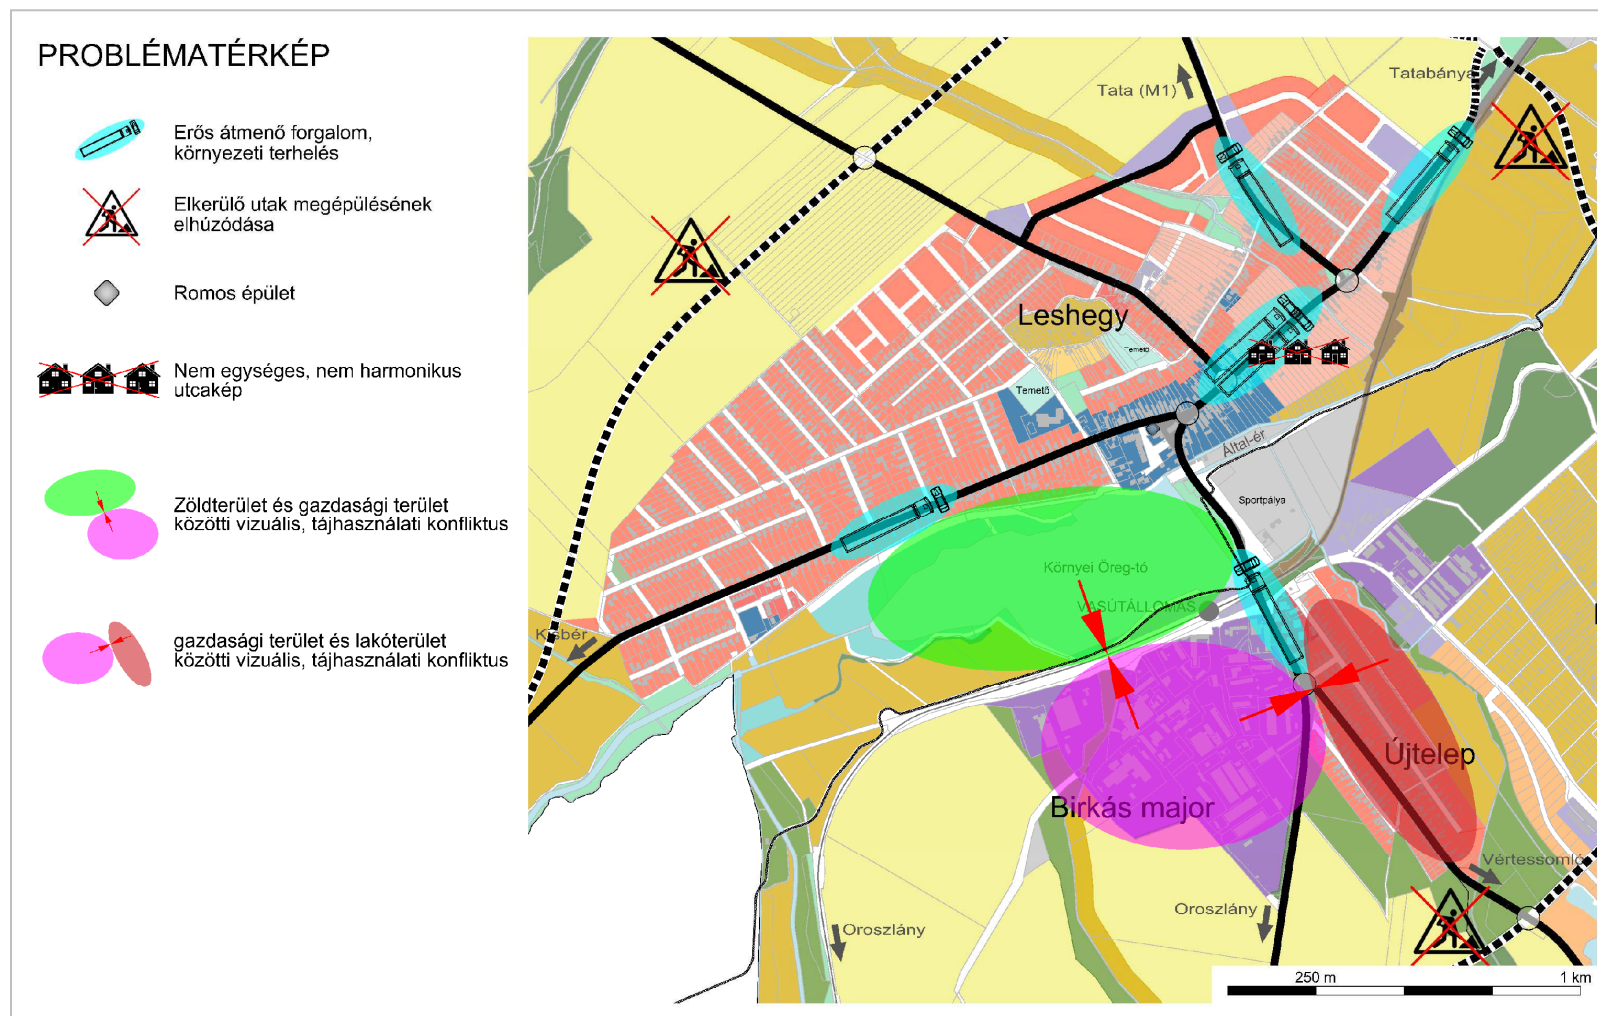 PROBLÉMATÉRKÉP
Erős átmenő forgalom,
környezeti terhelés
Elkerülő utak megépülésének
elhúzódása
Romos épület
Nem egységes, nem harmonikus
utcakép
Zöldterület és gazdasági terület
közötti vizuális, tájhasználati konfliktus
gazdasági terület és lakóterület
közötti vizuális, tájhasználati konfliktus
Tata (M1)
Tatabánya
Leshegy
Temető
Temető
Által-ér
Sportpálya
Környei Öreg-tó
VASÚTÁLLOMÁS
Kisbér
Újtelep
Birkás major
Vértessomló
Oroszlány
Oroszlány
250 m
1 km